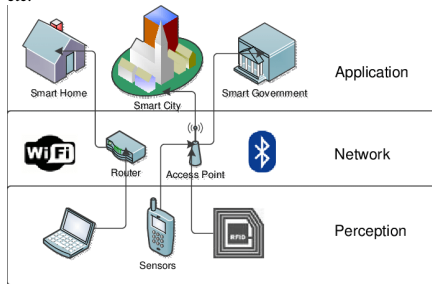 Smart Home
Smart City
Smart Government
Application
WiFi
Router
Access Point
Network
RFID
Sensors
Perception